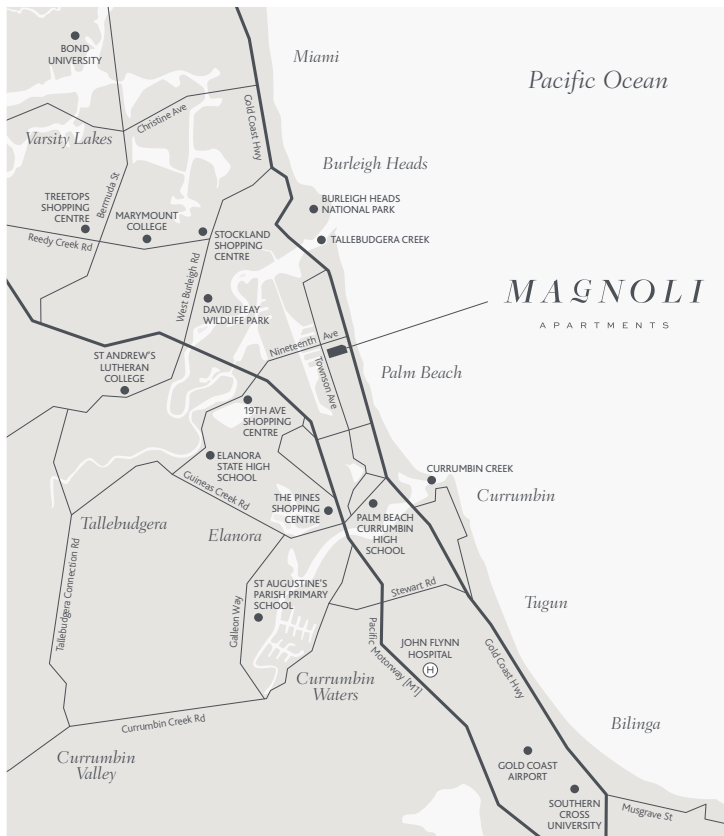 BOND
UNIVERSITY
Miami
Pacific Ocean
Gold Coast Hwy
Christine Ave
Varsity Lakes
Burleigh Heads
Bermuda St
TREETOPS
SHOPPING
CENTRE
MARYMOUNT
COLLEGE
BURLEIGH HEADS
NATIONAL PARK
Reedy Creek Rd
STOCKLAND
SHOPPING
CENTRE
TALLEBUDGERA CREEK
West Burleigh Rd
DAVID FLEAY
WILDLIFE PARK
MAGNOLI
APARTMENTS
Nineteenth Ave
ST ANDREW'S
LUTHERAN
COLLEGE
Townson Ave
Palm Beach
19TH AVE
SHOPPING
CENTRE
ELANORA
STATE HIGH
SCHOOL
CURRUMBIN CREEK
Guineas Creek Rd
THE PINES
SHOPPING
CENTRE
Currumbin
PALM BEACH
CURRUMBIN
HIGH
SCHOOL
Tallebudgera
Elanora
Tallebudgera Connection Rd
ST AUGUSTINE'S
PARISH PRIMARY
SCHOOL
Stewart Rd
Tugun
Galleon Way
Pacific Motorway [M1]
JOHN FLYNN
HOSPITAL
H
Gold Coast Hwy
Currumbin
Waters
Currumbin Creek Rd
Bilinga
Currumbin
Valley
GOLD COAST
AIRPORT
SOUTHERN
CROSS
UNIVERSITY
Musgrave St